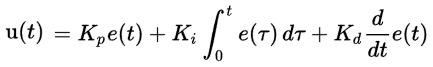 u(t) = K_p e(t) + K_i ∫_0^t e(τ) dτ + K_d d/dt e(t)